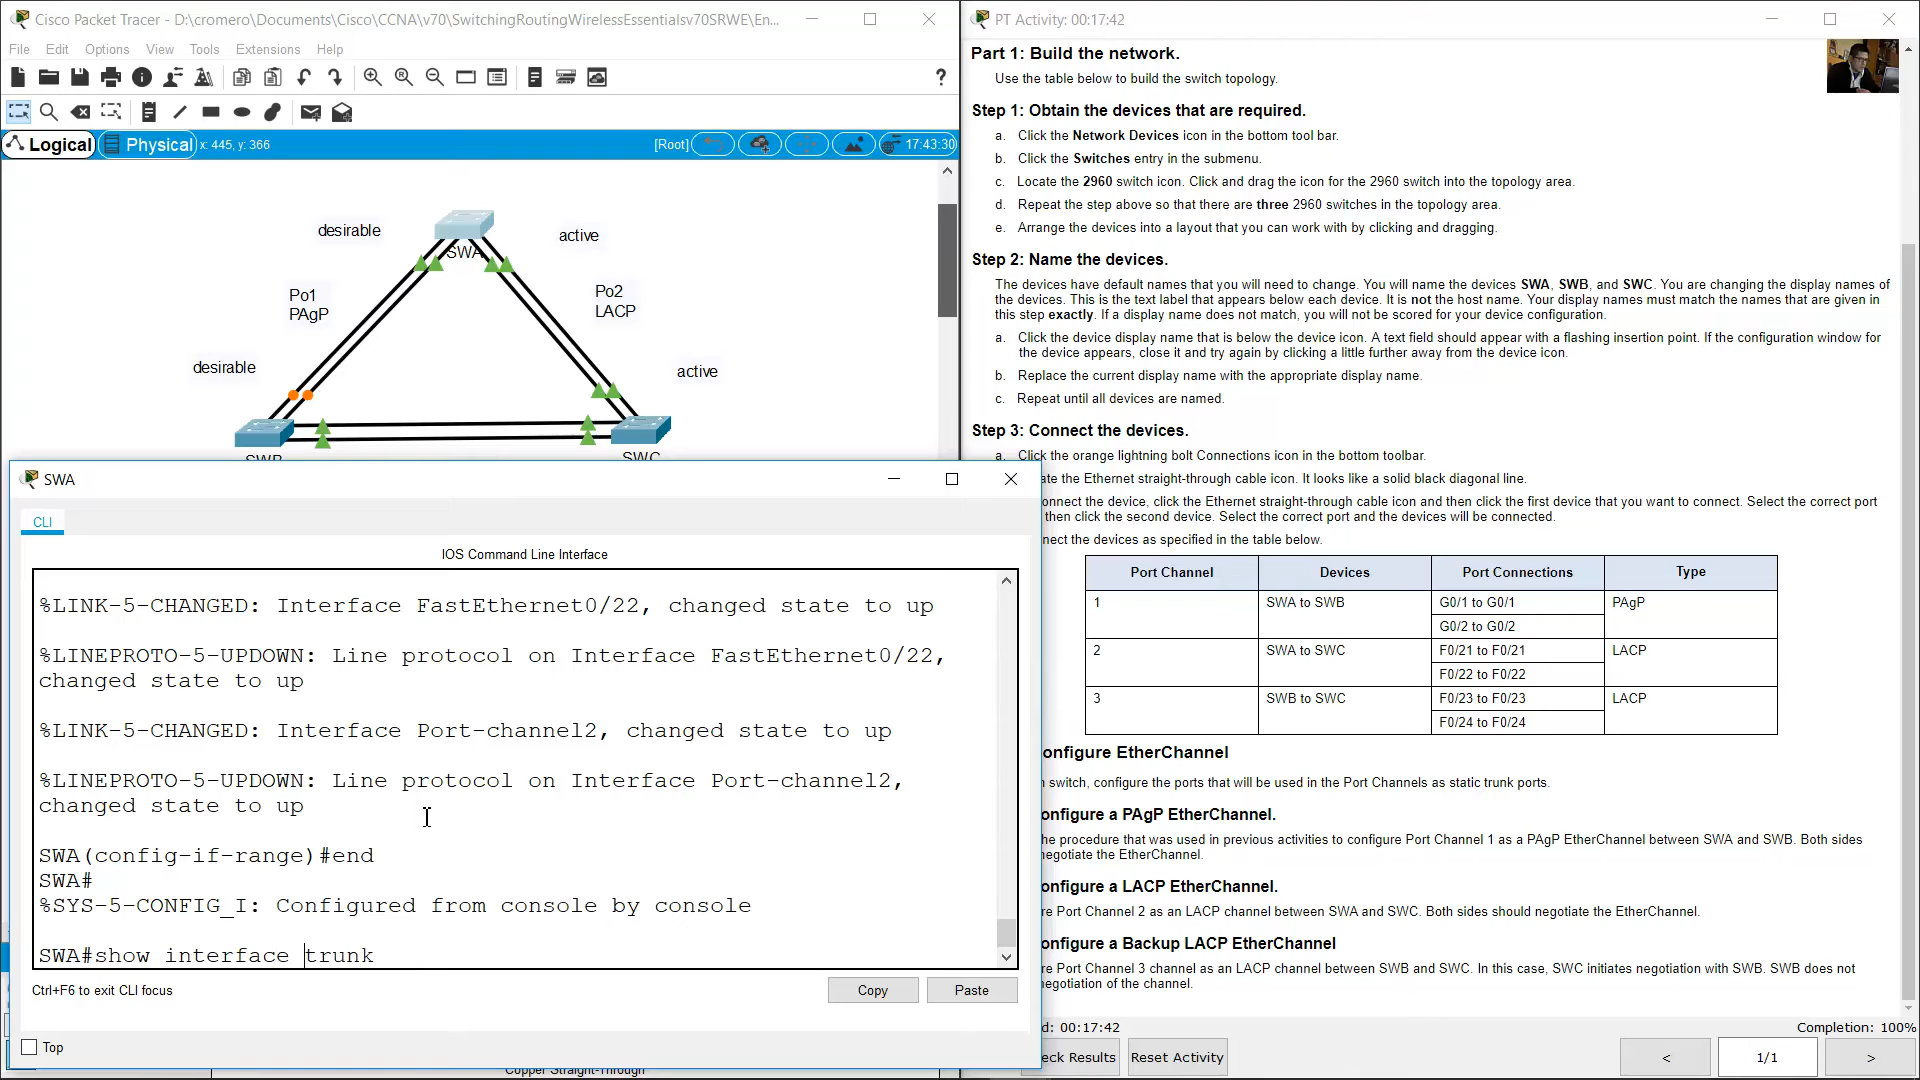 Cisco Packet Tracer - D:\cromero\Documents\Cisco\CCNA\v70\SwitchingRoutingWirelessEssentialsv70SRWE\En...
File Edit Options View Tools Extensions Help
?
Logical Physical x: 445, y: 366 [Root] 17:43:30
desirable
active
SWA
Po1
PAgP
Po2
LACP
desirable
active
SWB
SWC
SWA
CLI
IOS Command Line Interface
%LINK-5-CHANGED: Interface FastEthernet0/22, changed state to up
%LINEPROTO-5-UPDOWN: Line protocol on Interface FastEthernet0/22,
changed state to up
%LINK-5-CHANGED: Interface Port-channel2, changed state to up
%LINEPROTO-5-UPDOWN: Line protocol on Interface Port-channel2,
changed state to up
SWA(config-if-range)#end
SWA#
%SYS-5-CONFIG_I: Configured from console by console
SWA#show interface trunk
Ctrl+F6 to exit CLI focus
Copy Paste
Top
Copper Straight-Through
PT Activity: 00:17:42
Part 1: Build the network.
Use the table below to build the switch topology.
Step 1: Obtain the devices that are required.
a. Click the Network Devices icon in the bottom tool bar.
b. Click the Switches entry in the submenu.
c. Locate the 2960 switch icon. Click and drag the icon for the 2960 switch into the topology area.
d. Repeat the step above so that there are three 2960 switches in the topology area.
e. Arrange the devices into a layout that you can work with by clicking and dragging.
Step 2: Name the devices.
The devices have default names that you will need to change. You will name the devices SWA, SWB, and SWC. You are changing the display names of
the devices. This is the text label that appears below each device. It is not the host name. Your display names must match the names that are given in
this step exactly. If a display name does not match, you will not be scored for your device configuration.
a. Click the device display name that is below the device icon. A text field should appear with a flashing insertion point. If the configuration window for
the device appears, close it and try again by clicking a little further away from the device icon.
b. Replace the current display name with the appropriate display name.
c. Repeat until all devices are named.
Step 3: Connect the devices.
a. Click the orange lightning bolt Connections icon in the bottom toolbar.
ate the Ethernet straight-through cable icon. It looks like a solid black diagonal line.
onnect the device, click the Ethernet straight-through cable icon and then click the first device that you want to connect. Select the correct port
then click the second device. Select the correct port and the devices will be connected.
nect the devices as specified in the table below.
Port Channel Devices Port Connections Type
1 SWA to SWB G0/1 to G0/1 PAgP
G0/2 to G0/2
2 SWA to SWC F0/21 to F0/21 LACP
F0/22 to F0/22
3 SWB to SWC F0/23 to F0/23 LACP
F0/24 to F0/24
onfigure EtherChannel
switch, configure the ports that will be used in the Port Channels as static trunk ports.
onfigure a PAgP EtherChannel.
he procedure that was used in previous activities to configure Port Channel 1 as a PAgP EtherChannel between SWA and SWB. Both sides
negotiate the EtherChannel.
onfigure a LACP EtherChannel.
re Port Channel 2 as an LACP channel between SWA and SWC. Both sides should negotiate the EtherChannel.
onfigure a Backup LACP EtherChannel
re Port Channel 3 channel as an LACP channel between SWB and SWC. In this case, SWC initiates negotiation with SWB. SWB does not
negotiation of the channel.
d: 00:17:42 Completion: 100%
eck Results Reset Activity < 1/1 >